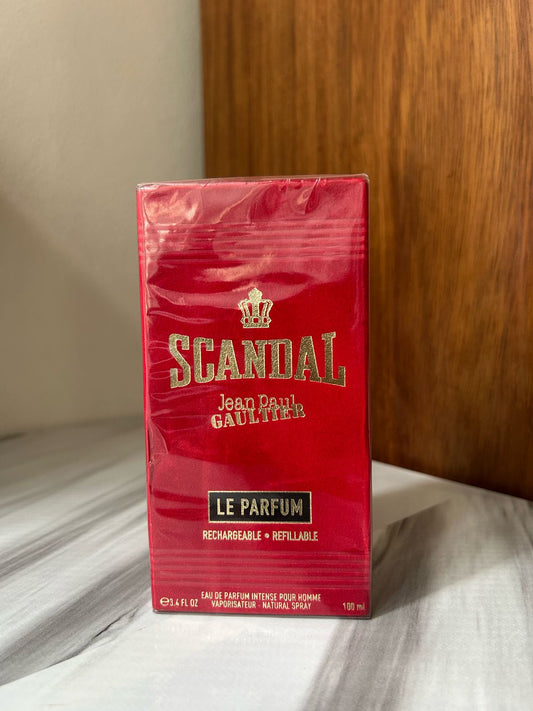 SCANDAL
Jean Paul
GAULTIER
LE PARFUM
RECHARGEABLE • REFILLABLE
EAU DE PARFUM INTENSE POUR HOMME
℮3.4 FL OZ VAPORISATEUR - NATURAL SPRAY 100 ml